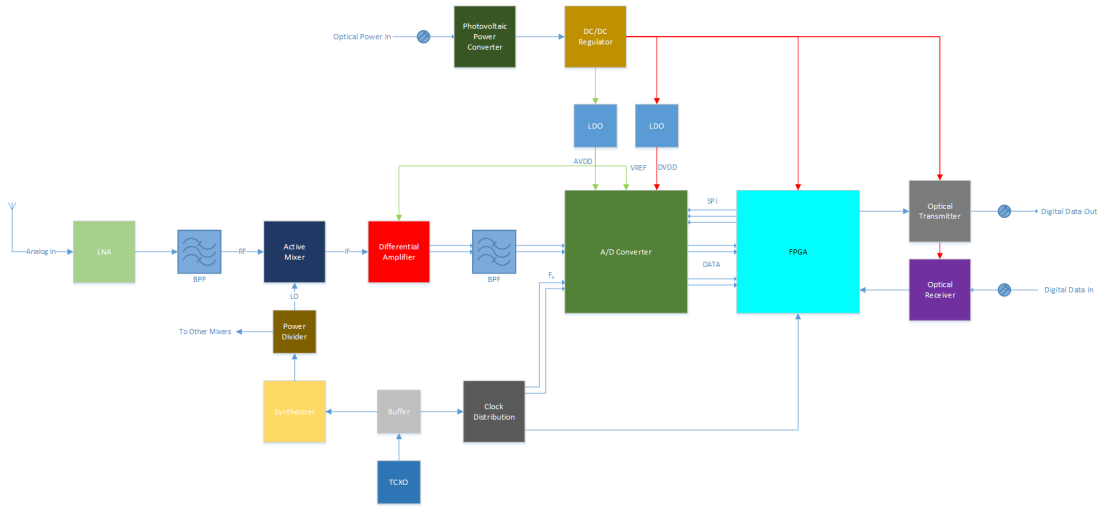 Optical Power In
Photovoltaic
Power
Converter
DC/DC
Regulator
LDO
LDO
AVDD
VREF
DVDD
Analog In
LNA
BPF
RF
Active
Mixer
IF
Differential
Amplifier
BPF
A/D Converter
SPI
DATA
FPGA
Optical
Transmitter
Digital Data Out
Optical
Receiver
Digital Data In
Fs
LO
To Other Mixers
Power
Divider
Synthesizer
Buffer
Clock
Distribution
TCXO